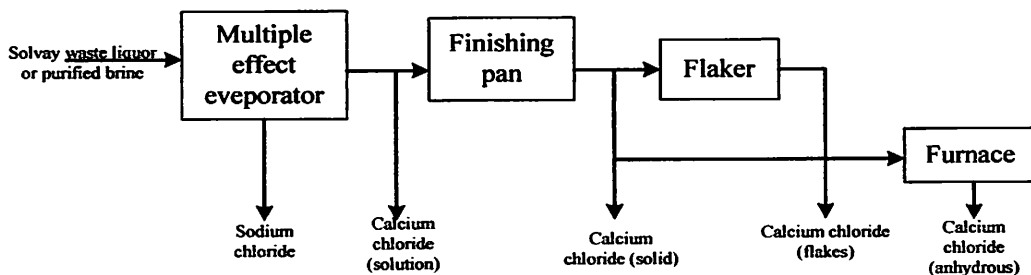 Solvay waste liquor
or purified brine
Multiple
effect
eveporator
Finishing
pan
Flaker
Furnace
Sodium
chloride
Calcium
chloride
(solution)
Calcium
chloride (solid)
Calcium chloride
(flakes)
Calcium
chloride
(anhydrous)